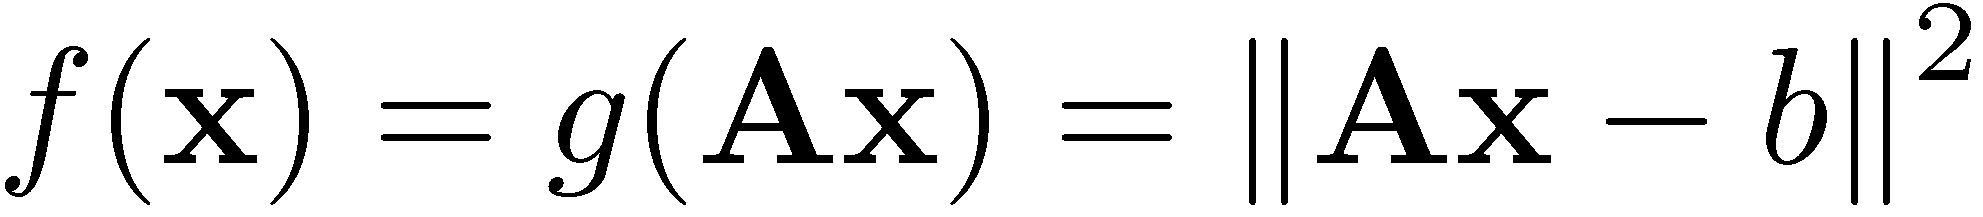 f(𝐱) = g(𝐀𝐱) = ‖𝐀𝐱 − b‖²